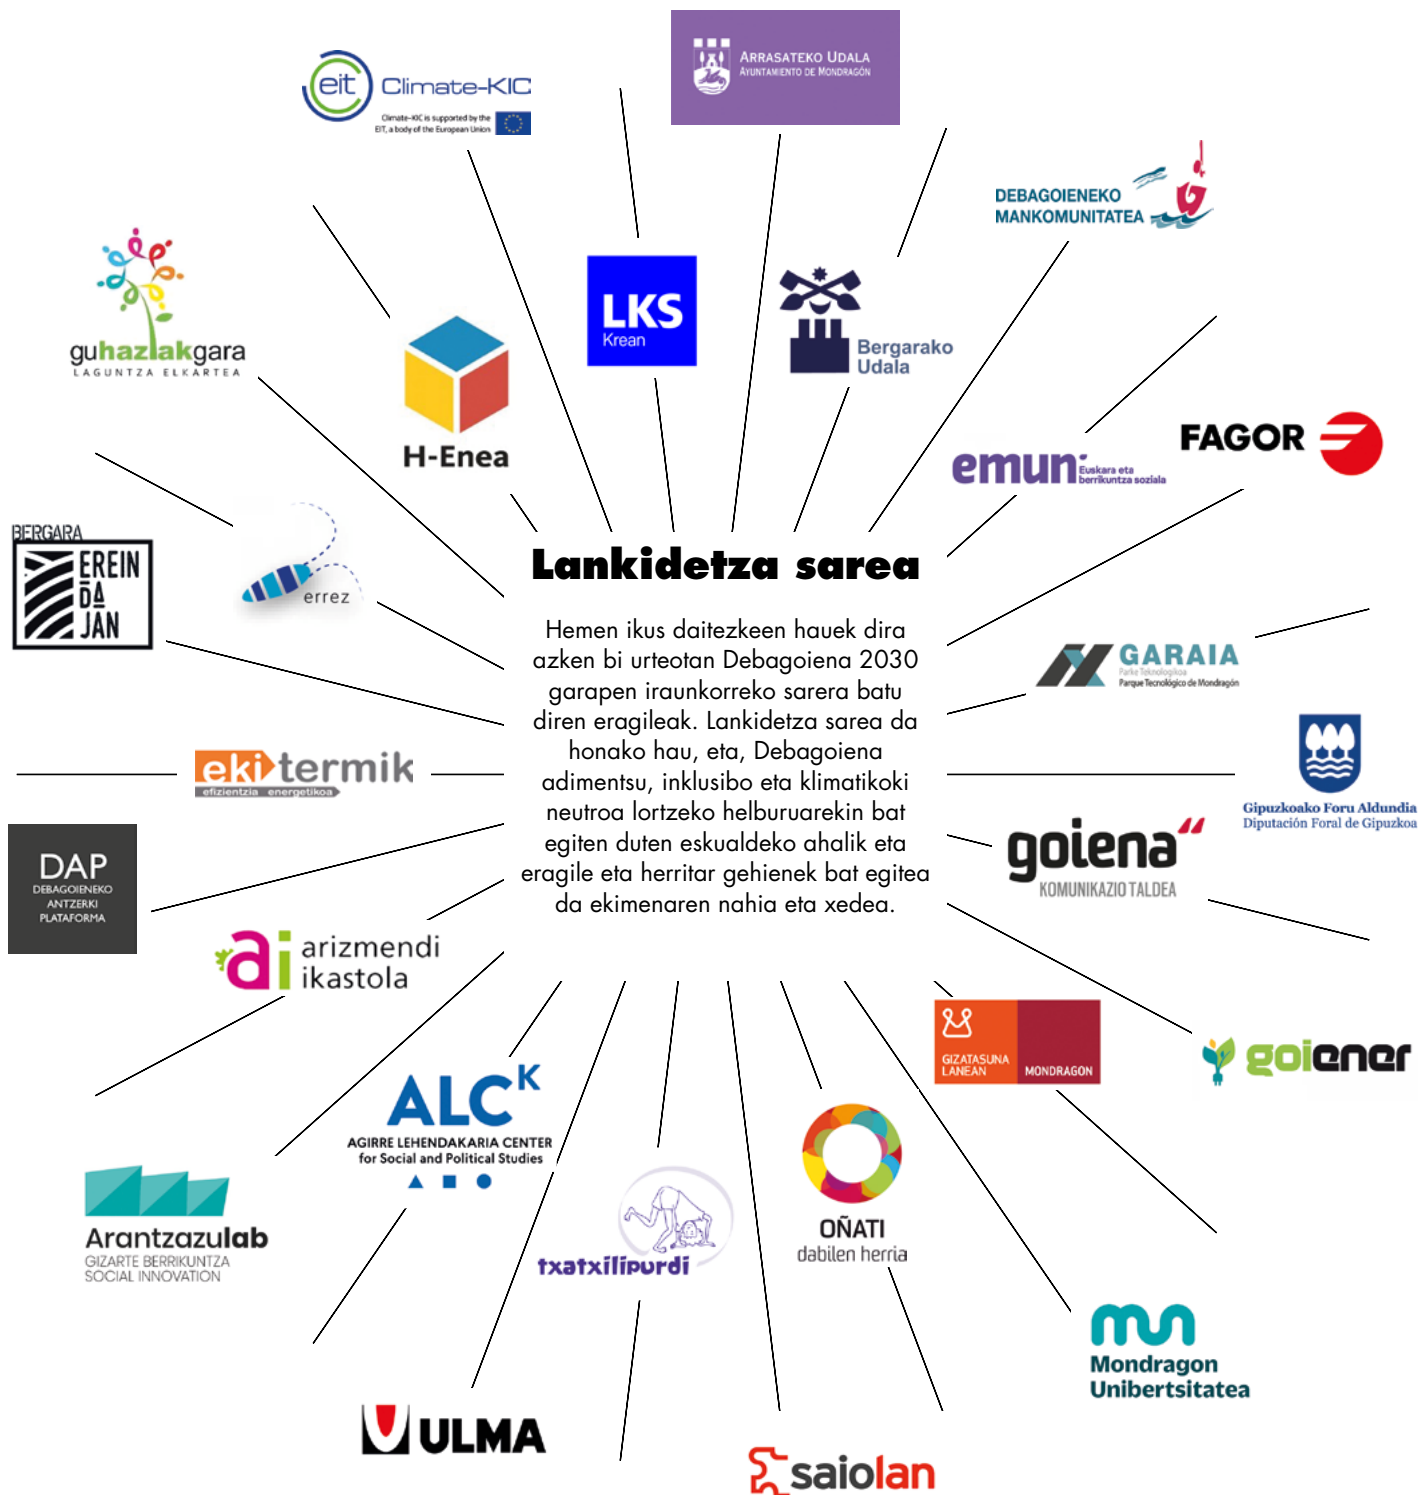 ARRASATEKO UDALA
AYUNTAMIENTO DE MONDRAGÓN
eit Climate-KIC
Climate-KIC is supported by the
EIT, a body of the European Union
DEBAGOIENEKO
MANKOMUNITATEA
guhaziakgara
LAGUNTZA ELKARTEA
LKS
Krean
Bergarako
Udala
H-Enea
FAGOR
emun
Euskara eta
berrikuntza soziala
BERGARA
EREIN
DA
JAN
errez
Lankidetza sarea
Hemen ikus daitezkeen hauek dira
azken bi urteotan Debagoiena 2030
garapen iraunkorreko sarera batu
diren eragileak. Lankidetza sarea da
honako hau, eta, Debagoiena
adimentsu, inklusibo eta klimatikoki
neutroa lortzeko helburuarekin bat
egiten duten eskualdeko ahalik eta
eragile eta herritar gehienek bat egitea
da ekimenaren nahia eta xedea.
GARAIA
Parke Teknologikoa
Parque Tecnológico de Mondragón
ekitermik
efizientzia energetikoa
Gipuzkoako Foru Aldundia
Diputación Foral de Gipuzkoa
DAP
DEBAGOIENEKO
ANTZERKI
PLATAFORMA
goiena
KOMUNIKAZIO TALDEA
ai arizmendi
ikastola
GIZATASUNA
LANEAN
MONDRAGON
goiener
ALCK
AGIRRE LEHENDAKARIA CENTER
for Social and Political Studies
Arantzazulab
GIZARTE BERRIKUNTZA
SOCIAL INNOVATION
txatxilipurdi
OÑATI
dabilen herria
Mondragon
Unibertsitatea
ULMA
saiolan